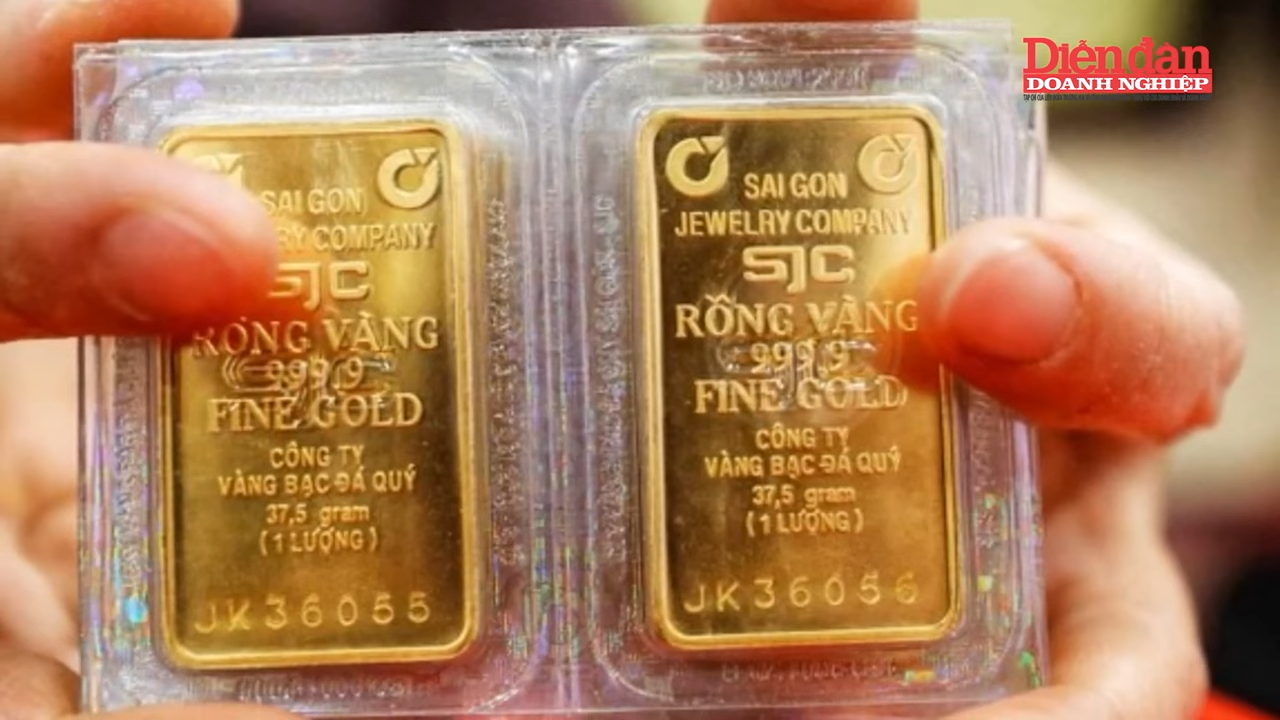 Diễn đàn
DOANH NGHIỆP
SAI GON
RY COMPANY
SJC
RỒNG VÀNG
999,9
FINE GOLD
CÔNG TY
VÀNG BẠC ĐÁ QUÝ
37,5 gram
(1 LƯỢNG)
JK36055
SAI GON
JEWELRY COMPANY
SJC
RỒNG VÀNG
999,9
FINE GOLD
CÔNG TY
VÀNG BẠC ĐÁ QUÝ
37,5 gram
(1 LƯỢNG)
JK36056